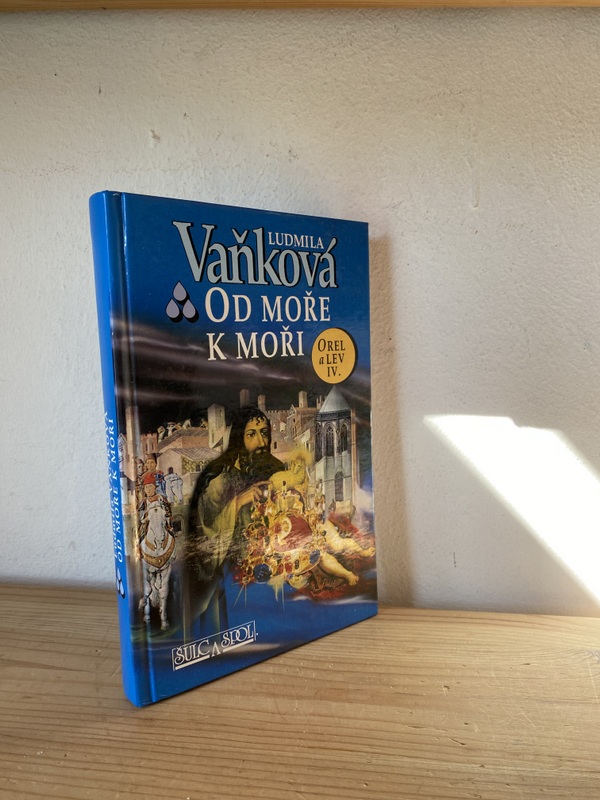 LUDMILA
Vaňková
OD MOŘE
K MOŘI
OREL
a LEV
IV.
ŠULC A SPOL.
OD MOŘE K MOŘI